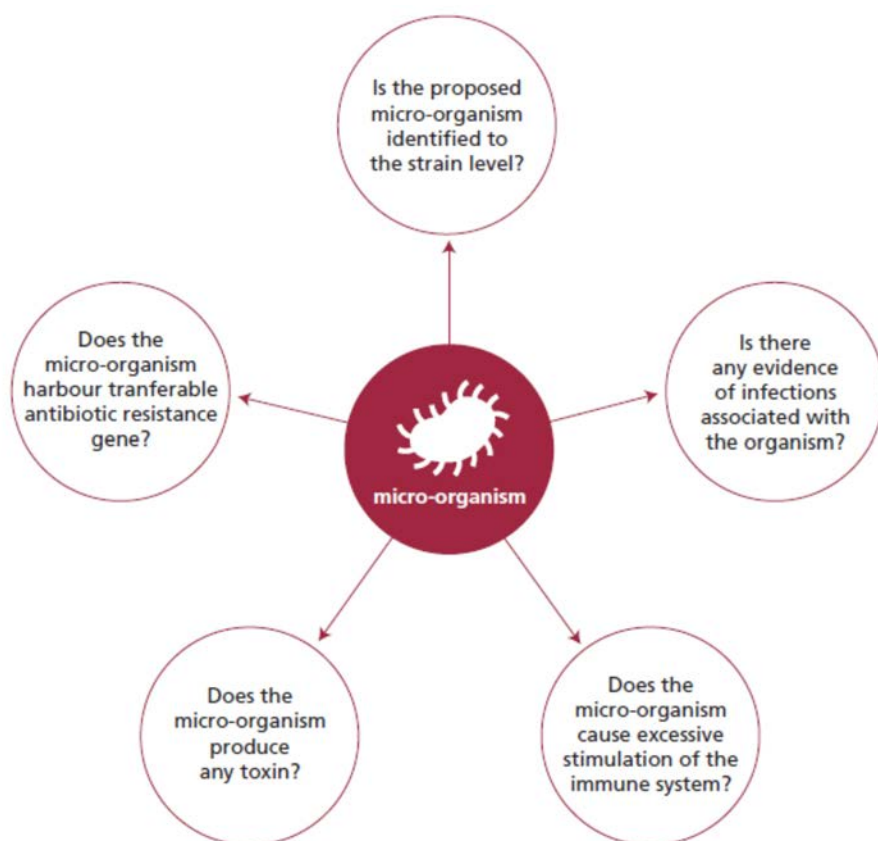 Is the proposed
micro-organism
identified to
the strain level?
Does the
micro-organism
harbour tranferable
antibiotic resistance
gene?
Is there
any evidence
of infections
associated with
the organism?
micro-organism
Does the
micro-organism
produce
any toxin?
Does the
micro-organism
cause excessive
stimulation of the
immune system?